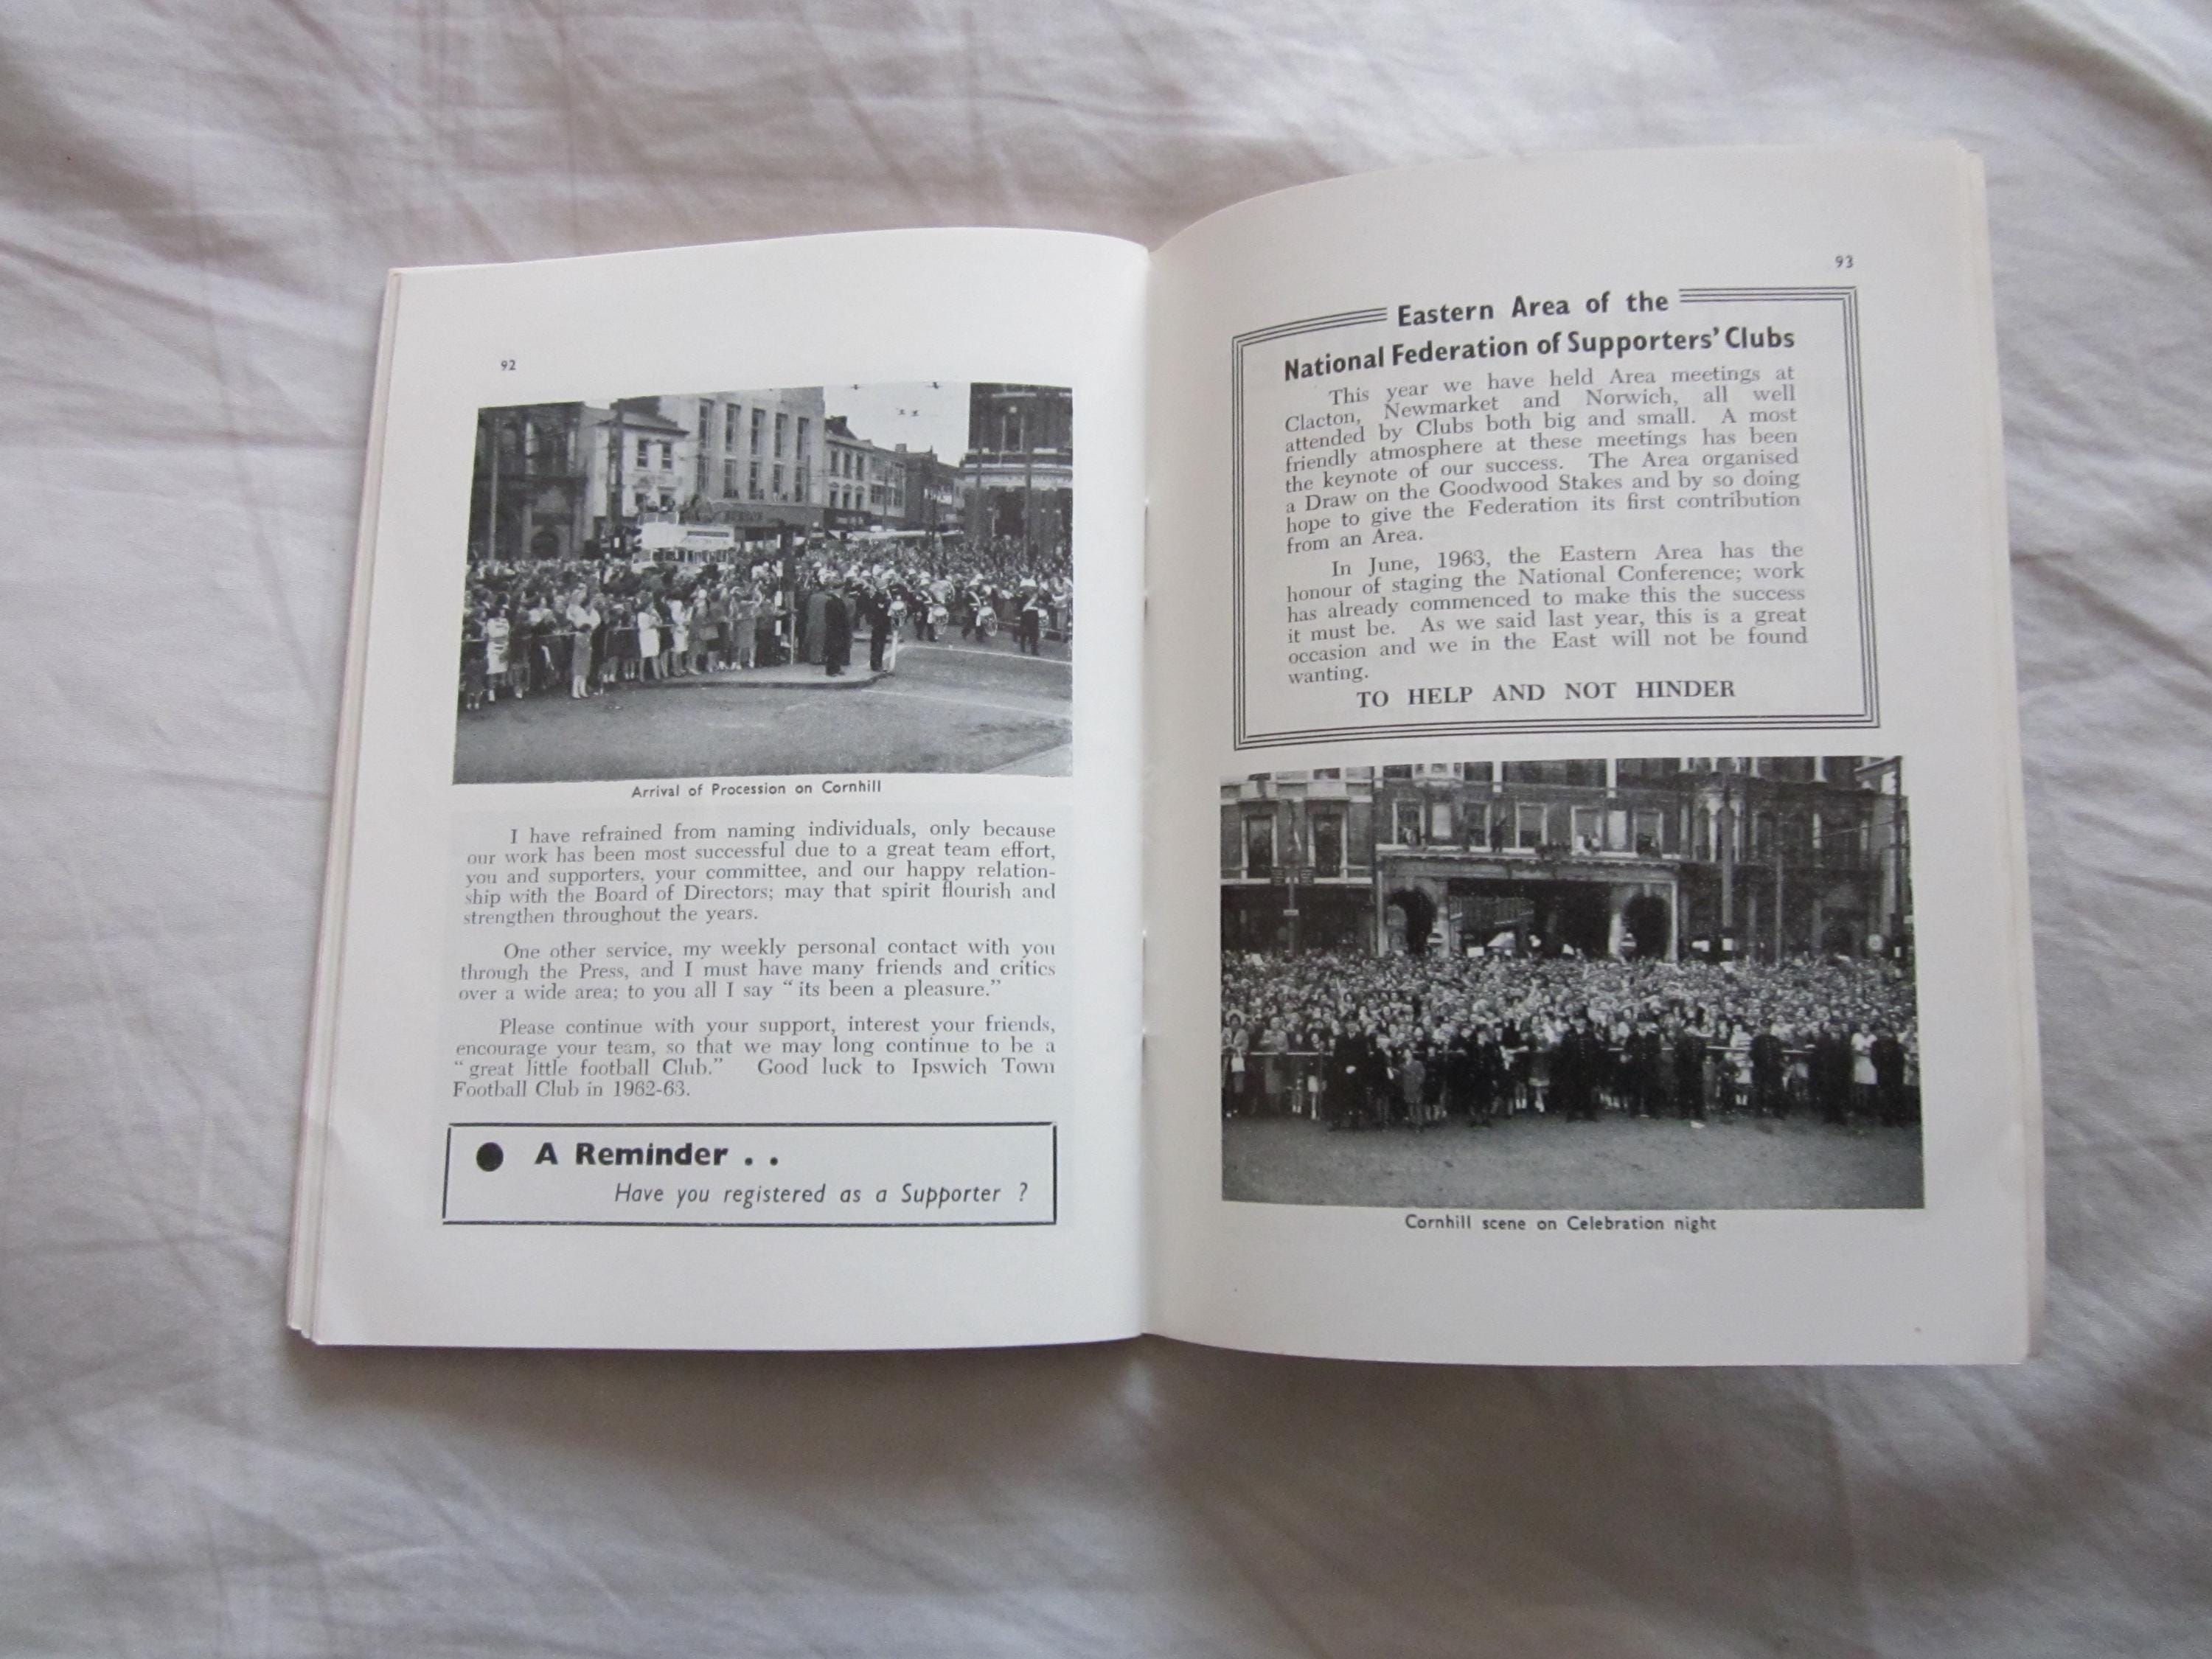 92
Arrival of Procession on Cornhill
I have refrained from naming individuals, only because
our work has been most successful due to a great team effort,
you and supporters, your committee, and our happy relation-
ship with the Board of Directors; may that spirit flourish and
strengthen throughout the years.
One other service, my weekly personal contact with you
through the Press, and I must have many friends and critics
over a wide area; to you all I say “its been a pleasure.”
Please continue with your support, interest your friends,
encourage your team, so that we may long continue to be a
“great little football Club.” Good luck to Ipswich Town
Football Club in 1962-63.
A Reminder . .
Have you registered as a Supporter ?
93
Eastern Area of the
National Federation of Supporters’ Clubs
This year we have held Area meetings at
Clacton, Newmarket and Norwich, all well
attended by Clubs both big and small. A most
friendly atmosphere at these meetings has been
the keynote of our success. The Area organised
a Draw on the Goodwood Stakes and by so doing
hope to give the Federation its first contribution
from an Area.
In June, 1963, the Eastern Area has the
honour of staging the National Conference; work
has already commenced to make this the success
it must be. As we said last year, this is a great
occasion and we in the East will not be found
wanting.
TO HELP AND NOT HINDER
Cornhill scene on Celebration night